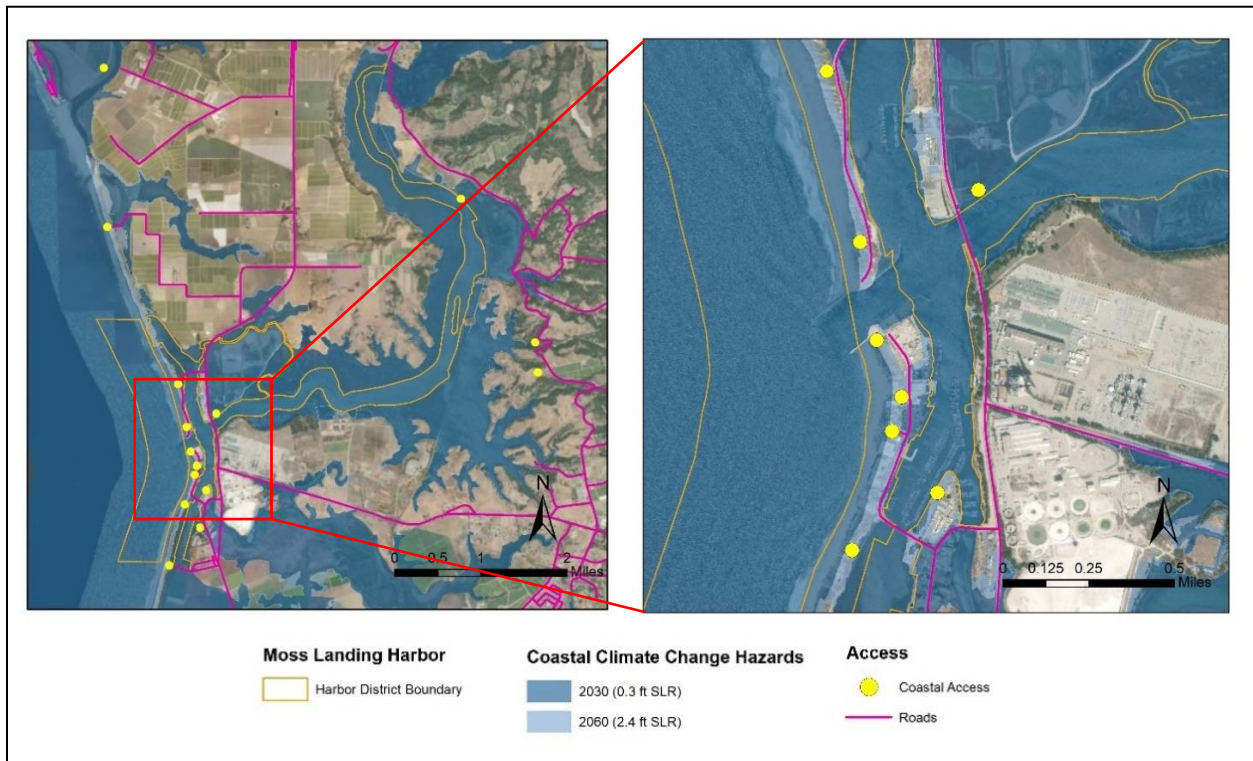 N
0 0.5 1 2
Miles
N
0 0.125 0.25 0.5
Miles
Moss Landing Harbor
Harbor District Boundary
Coastal Climate Change Hazards
2030 (0.3 ft SLR)
2060 (2.4 ft SLR)
Access
Coastal Access
Roads